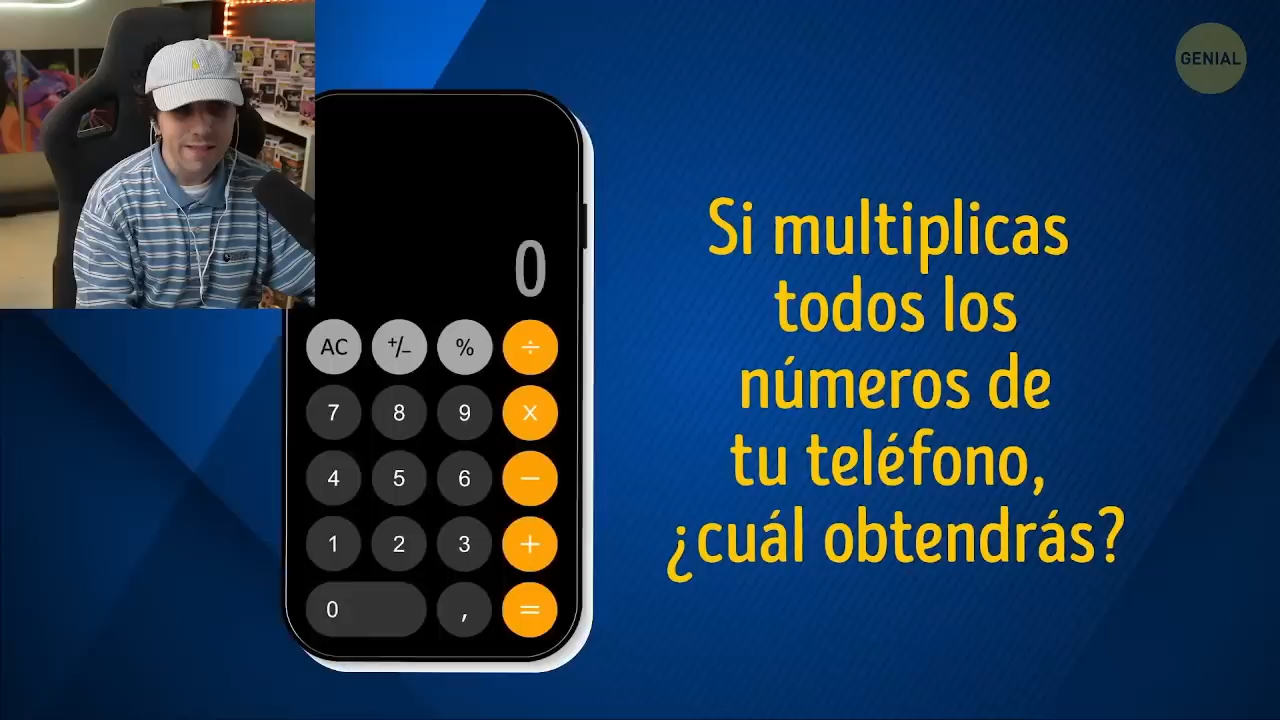 GENIAL
0
AC +/- % ÷
7 8 9 x
4 5 6 −
1 2 3 +
0 , =
Si multiplicas
todos los
números de
tu teléfono,
¿cuál obtendrás?